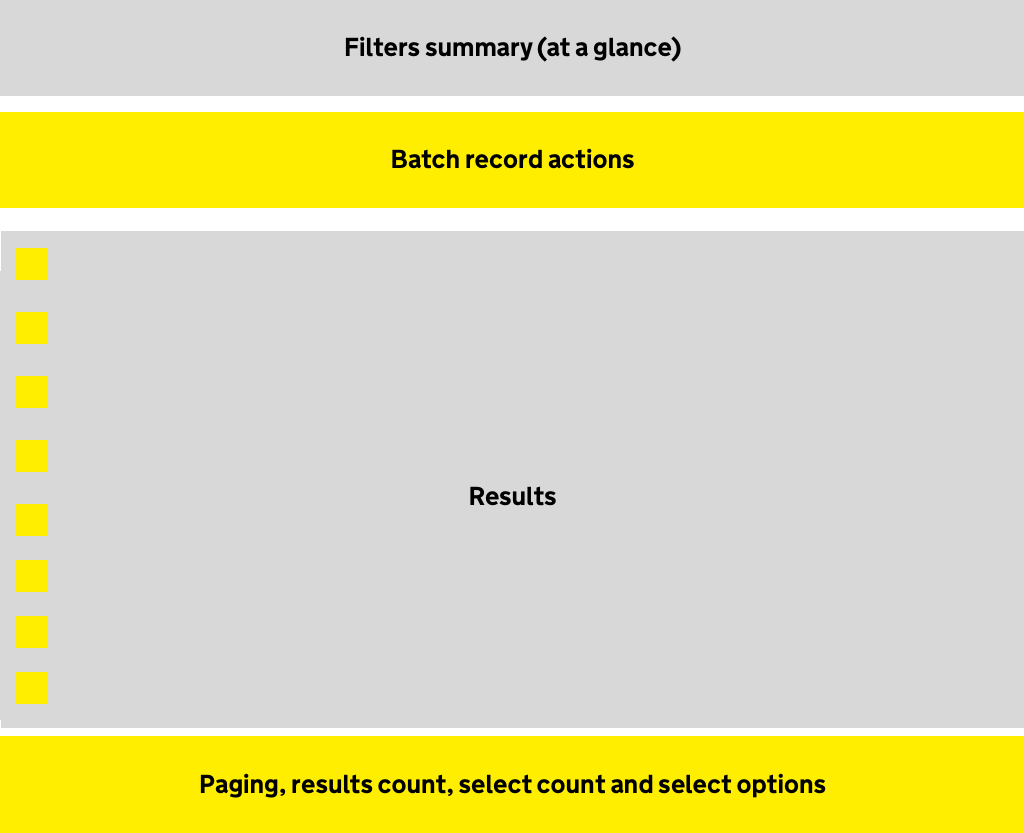 Filters summary (at a glance)
Batch record actions
Results
Paging, results count, select count and select options